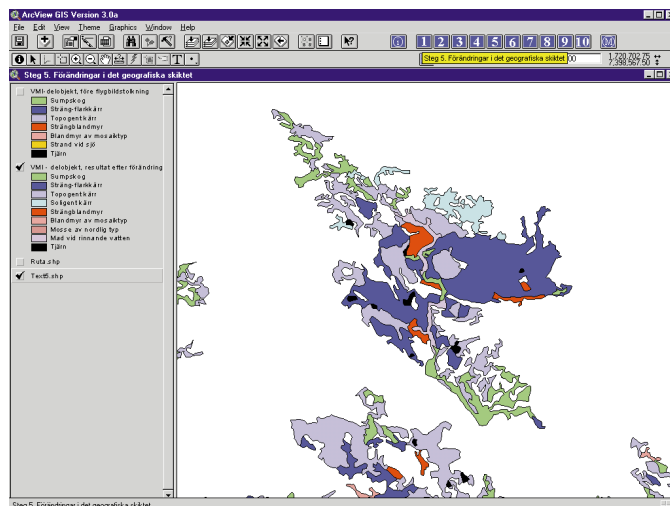 ArcView GIS Version 3.0a
File Edit View Theme Graphics Window Help
1 2 3 4 5 6 7 8 9 10
Steg 5. Förändringar i det geografiska skiktet 00
1,720,702.75
7,398,567.50
Steg 5. Förändringar i det geografiska skiktet
VMI-delobjekt, före flygbildstolkning
Sumpskog
Sträng-flarkkärr
Topogent kärr
Strängblandmyr
Blandmyr av mosaiktyp
Strand vid sjö
Tjärn
VMI - delobjekt, resultat efter förändring
Sumpskog
Sträng-flarkkärr
Topogent kärr
Soligent kärr
Strängblandmyr
Blandmyr av mosaiktyp
Mosse av nordlig typ
Mad vid rinnande vatten
Tjärn
Ruta.shp
Text5.shp
Steg 5. Förändringar i det geografiska skiktet